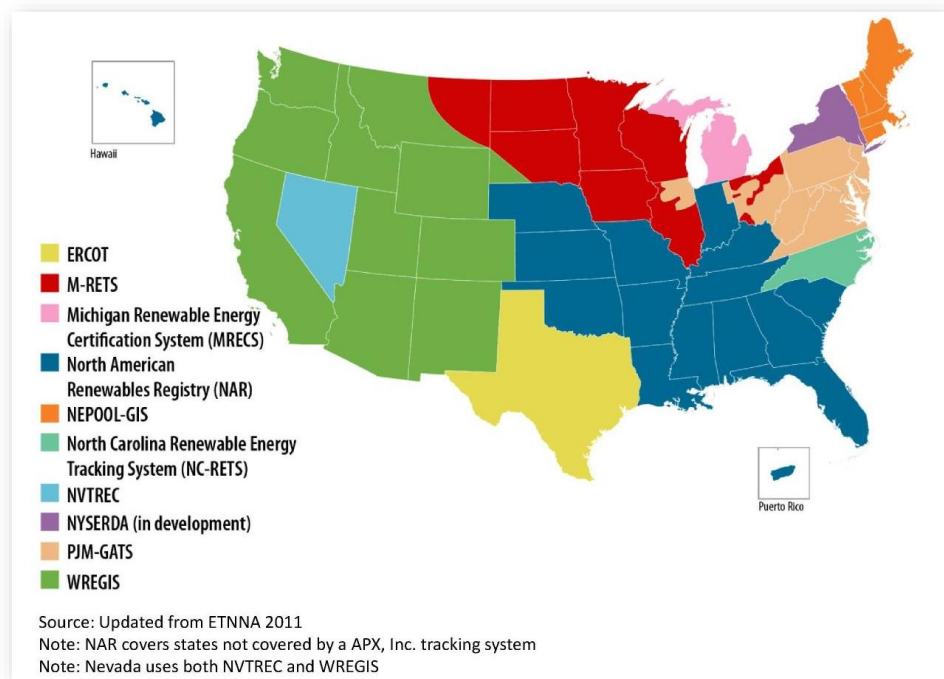 Hawaii
ERCOT
M-RETS
Michigan Renewable Energy
Certification System (MRECS)
North American
Renewables Registry (NAR)
NEPOOL-GIS
North Carolina Renewable Energy
Tracking System (NC-RETS)
NVTREC
NYSERDA (in development)
PJM-GATS
WREGIS
Puerto Rico
Source: Updated from ETNNA 2011
Note: NAR covers states not covered by a APX, Inc. tracking system
Note: Nevada uses both NVTREC and WREGIS